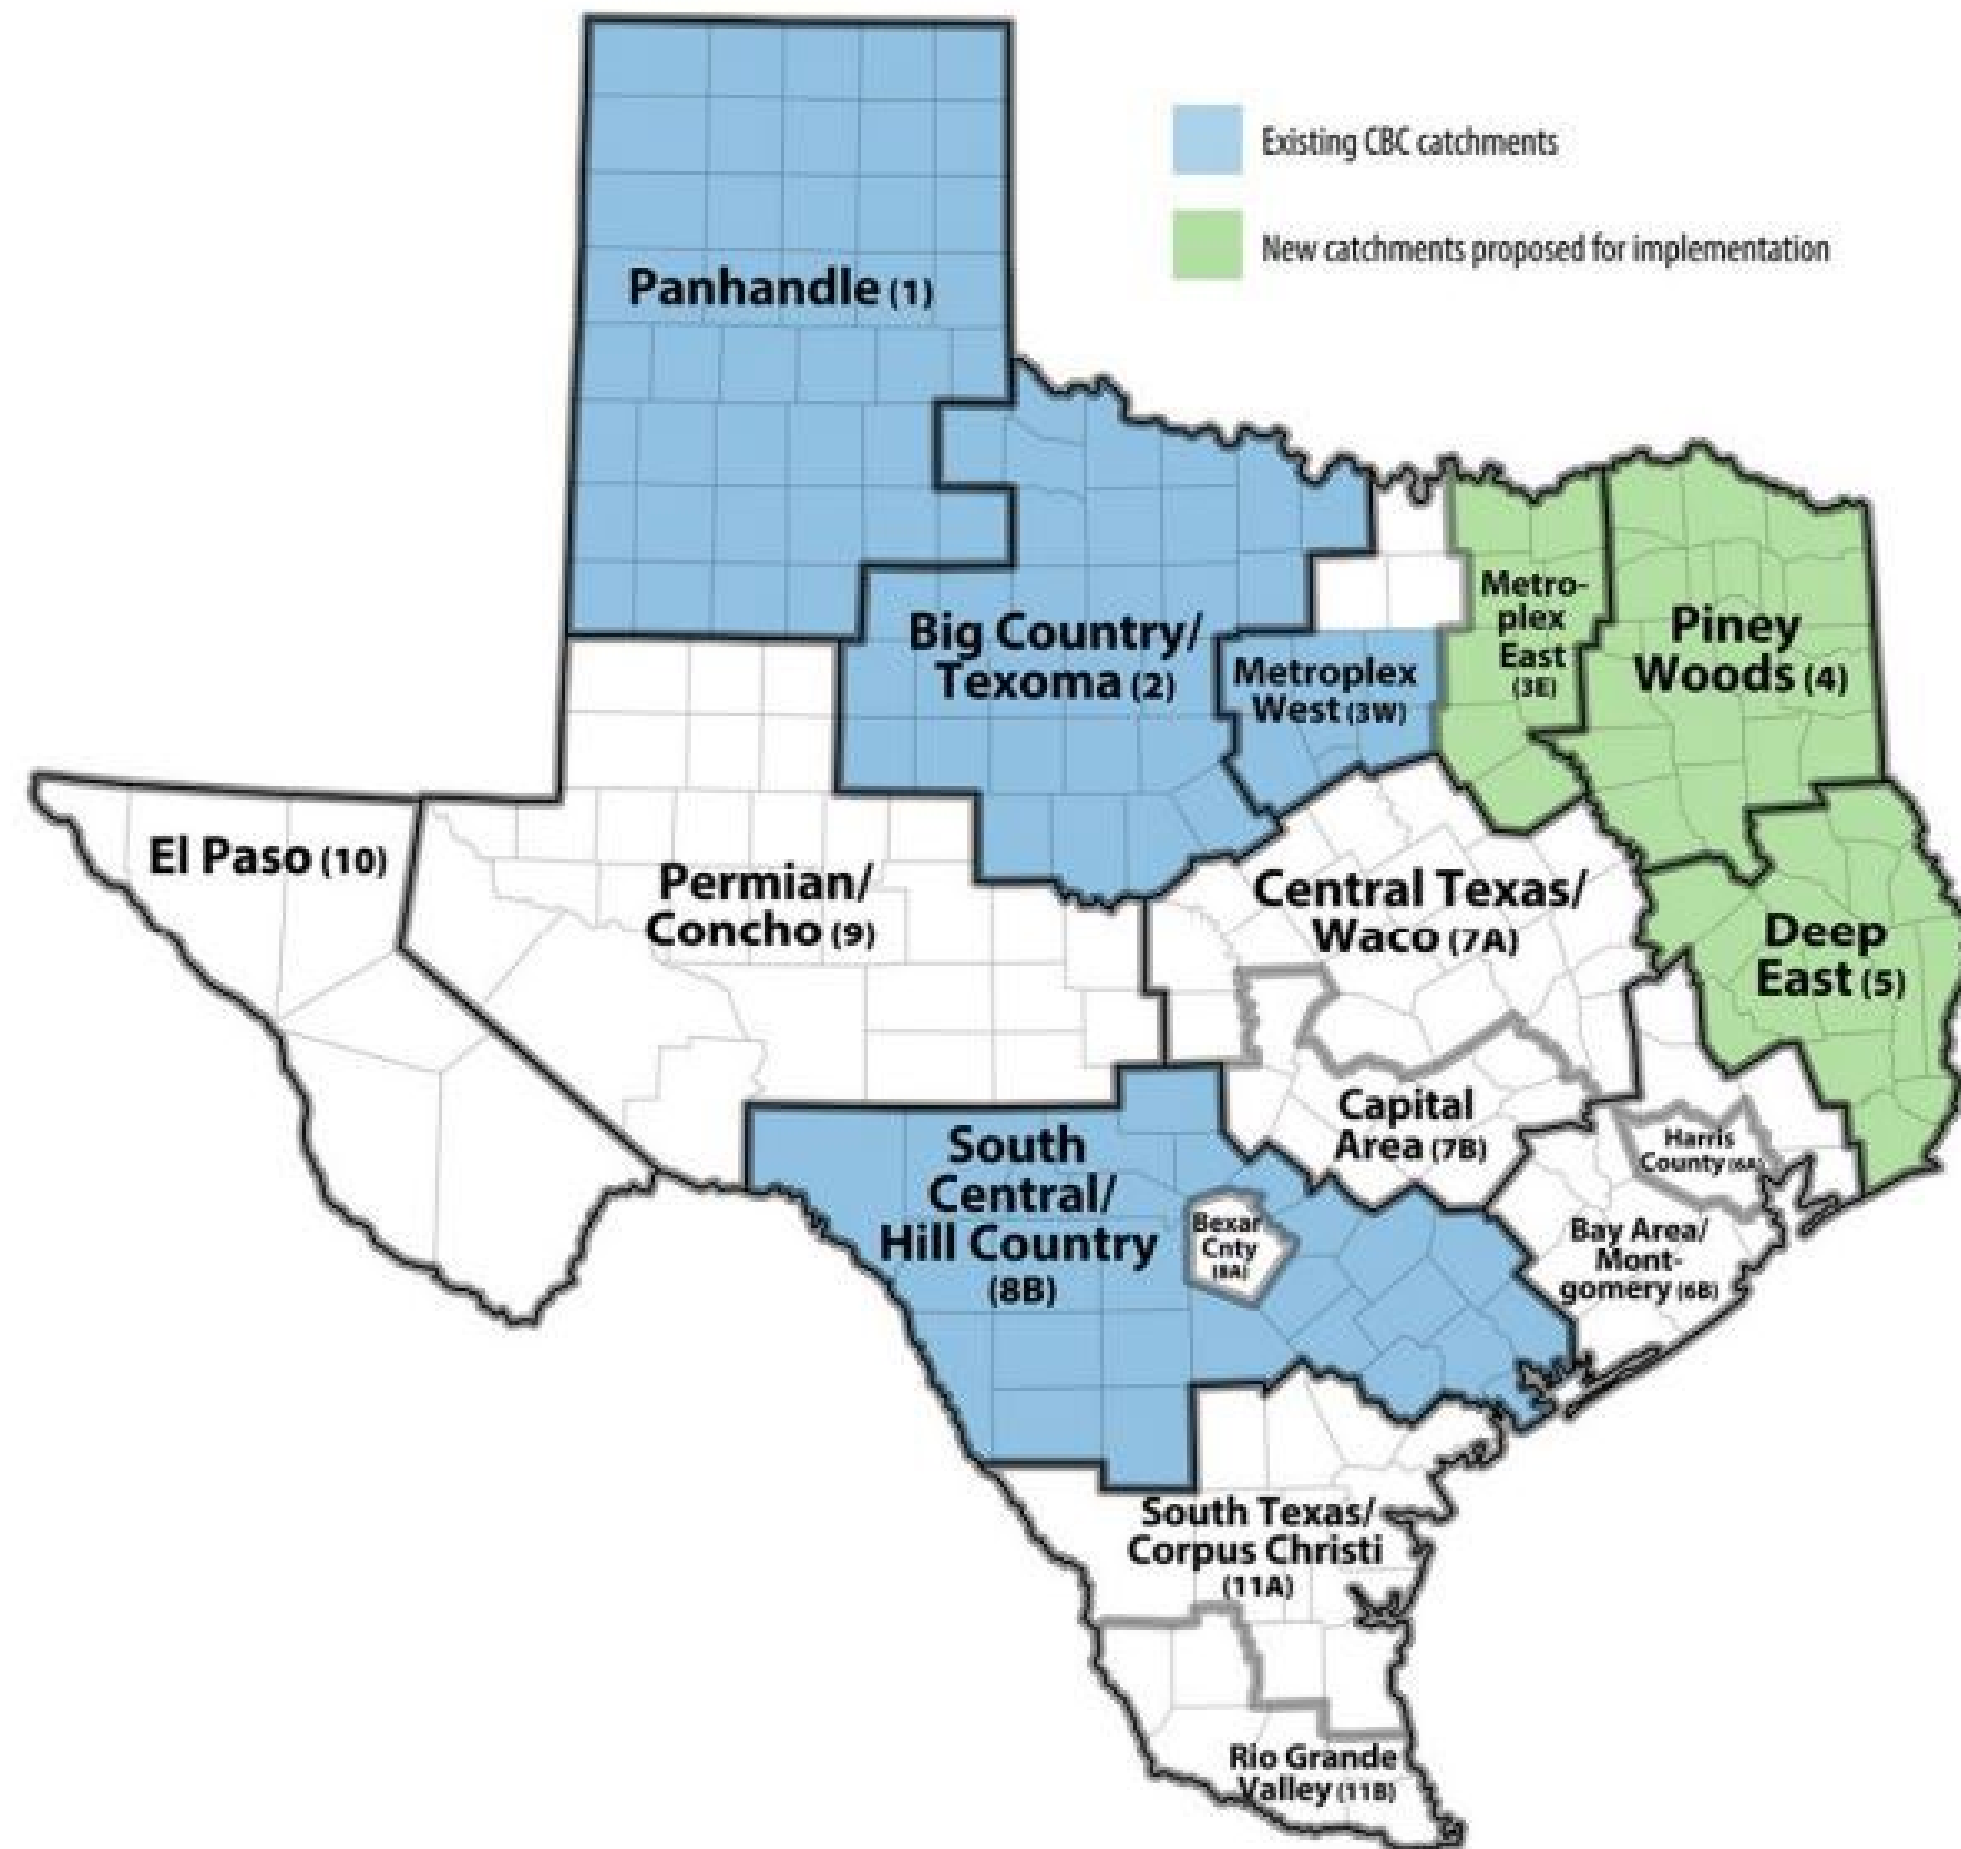 Existing CBC catchments
New catchments proposed for implementation
Panhandle (1)
Big Country/
Texoma (2)
Metroplex
West (3W)
Metro-
plex
East
(3E)
Piney
Woods (4)
El Paso (10)
Permian/
Concho (9)
Central Texas/
Waco (7A)
Deep
East (5)
Capital
Area (7B)
Harris
County (6A)
South
Central/
Hill Country
(8B)
Bexar
Cnty
(8A)
Bay Area/
Mont-
gomery (6B)
South Texas/
Corpus Christi
(11A)
Rio Grande
Valley (11B)